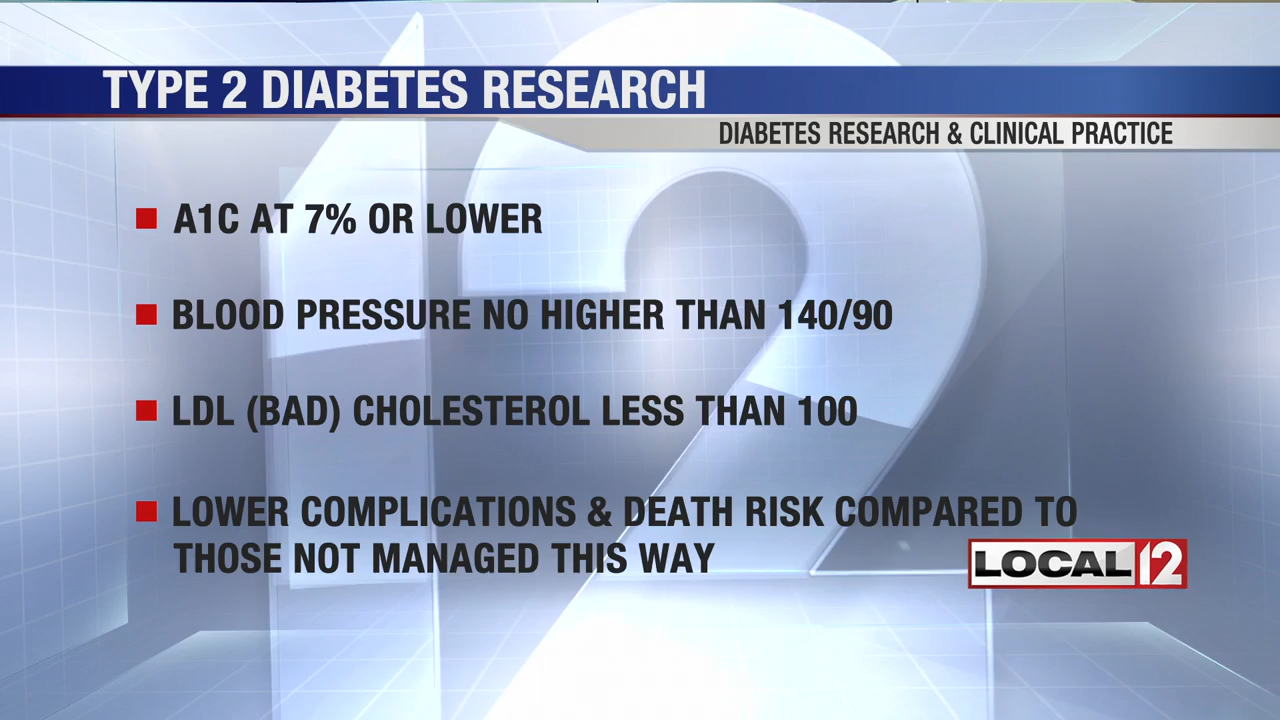 TYPE 2 DIABETES RESEARCH
DIABETES RESEARCH & CLINICAL PRACTICE
A1C AT 7% OR LOWER
BLOOD PRESSURE NO HIGHER THAN 140/90
LDL (BAD) CHOLESTEROL LESS THAN 100
LOWER COMPLICATIONS & DEATH RISK COMPARED TO
THOSE NOT MANAGED THIS WAY
LOCAL 12
12